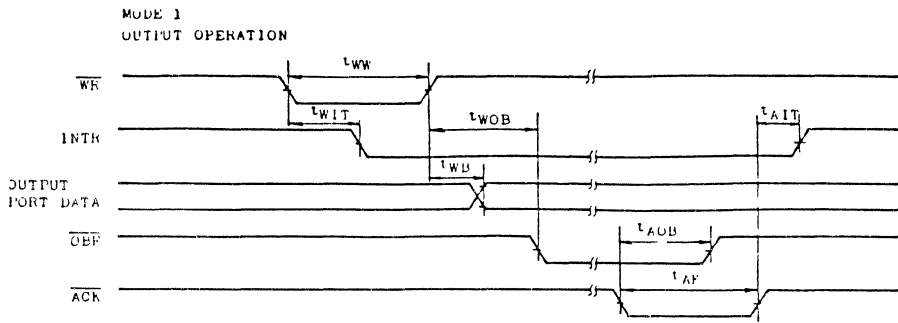 MODE 1
OUTPUT OPERATION
WR
tWW
tWIT
INTR
tWOB
tAIT
tWB
OUTPUT
PORT DATA
OBF
tAOB
tAK
ACK